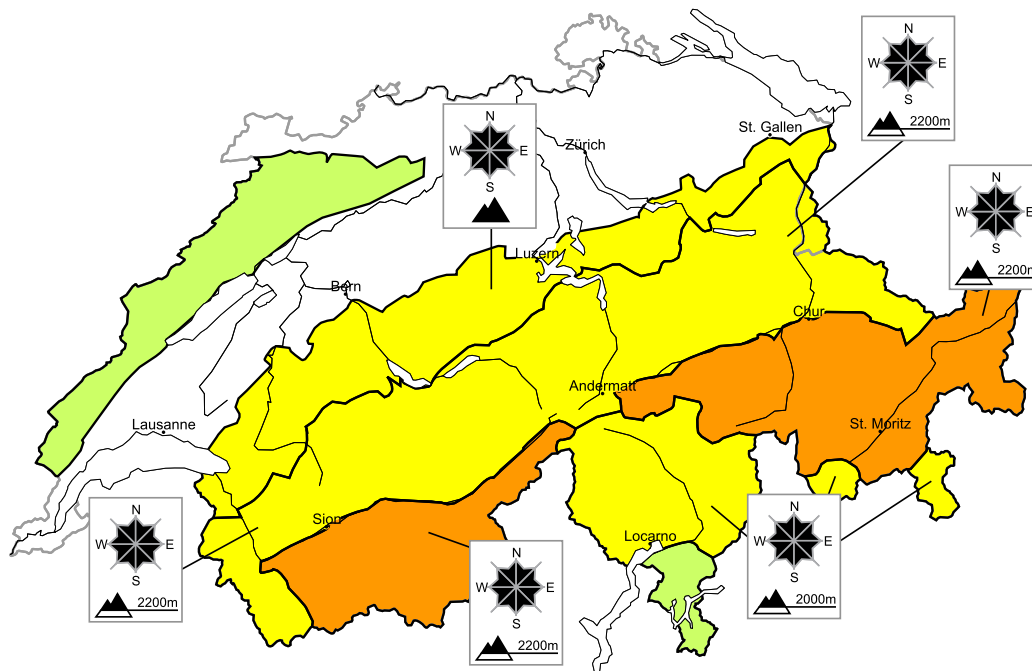 N
W E
S
2200m
N
W E
S
St. Gallen
Zürich
N
W E
S
2200m
Luzern
Bern
Chur
Andermatt
Lausanne
St. Moritz
N
W E
S
2200m
Sion
N
W E
S
2000m
Locarno
N
W E
S
2200m